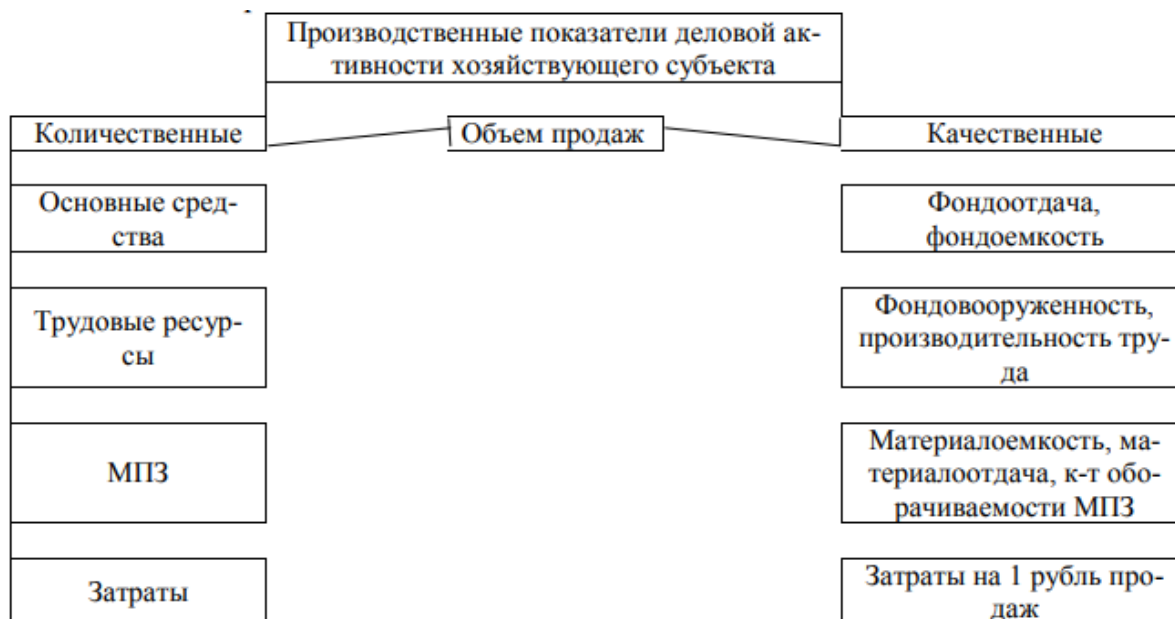 Производственные показатели деловой ак-
тивности хозяйствующего субъекта
Количественные
Объем продаж
Качественные
Основные сред-
ства
Фондоотдача,
фондоемкость
Трудовые ресур-
сы
Фондовооруженность,
производительность тру-
да
МПЗ
Материалоемкость, ма-
териалоотдача, к-т обо-
рачиваемости МПЗ
Затраты
Затраты на 1 рубль про-
даж